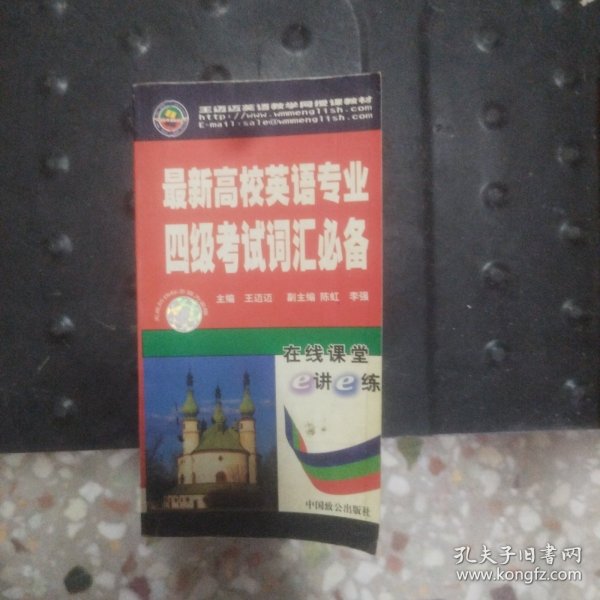 王迈迈英语教学网授课教材
http://www.wmmenglish.com
E-mail:sale@wmmenglish.com
最新高校英语专业
四级考试词汇必备
主编 王迈迈 副主编 陈虹 李强
在线课堂
e讲e练
中国致公出版社
孔夫子旧书网
www.kongfz.com